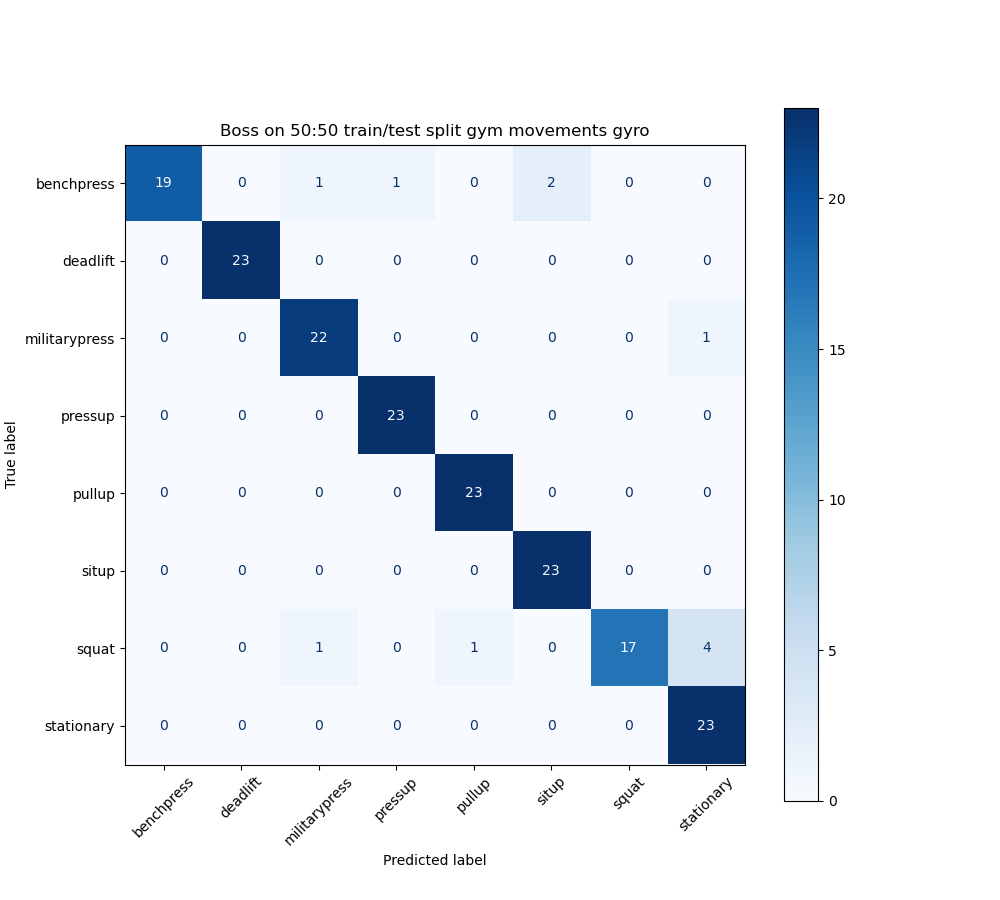 Boss on 50:50 train/test split gym movements gyro
True label
benchpress 19 0 1 1 0 2 0 0
deadlift 0 23 0 0 0 0 0 0
militarypress 0 0 22 0 0 0 0 1
pressup 0 0 0 23 0 0 0 0
pullup 0 0 0 0 23 0 0 0
situp 0 0 0 0 0 23 0 0
squat 0 0 1 0 1 0 17 4
stationary 0 0 0 0 0 0 0 23
benchpress deadlift militarypress pressup pullup situp squat stationary
Predicted label
20
15
10
5
0